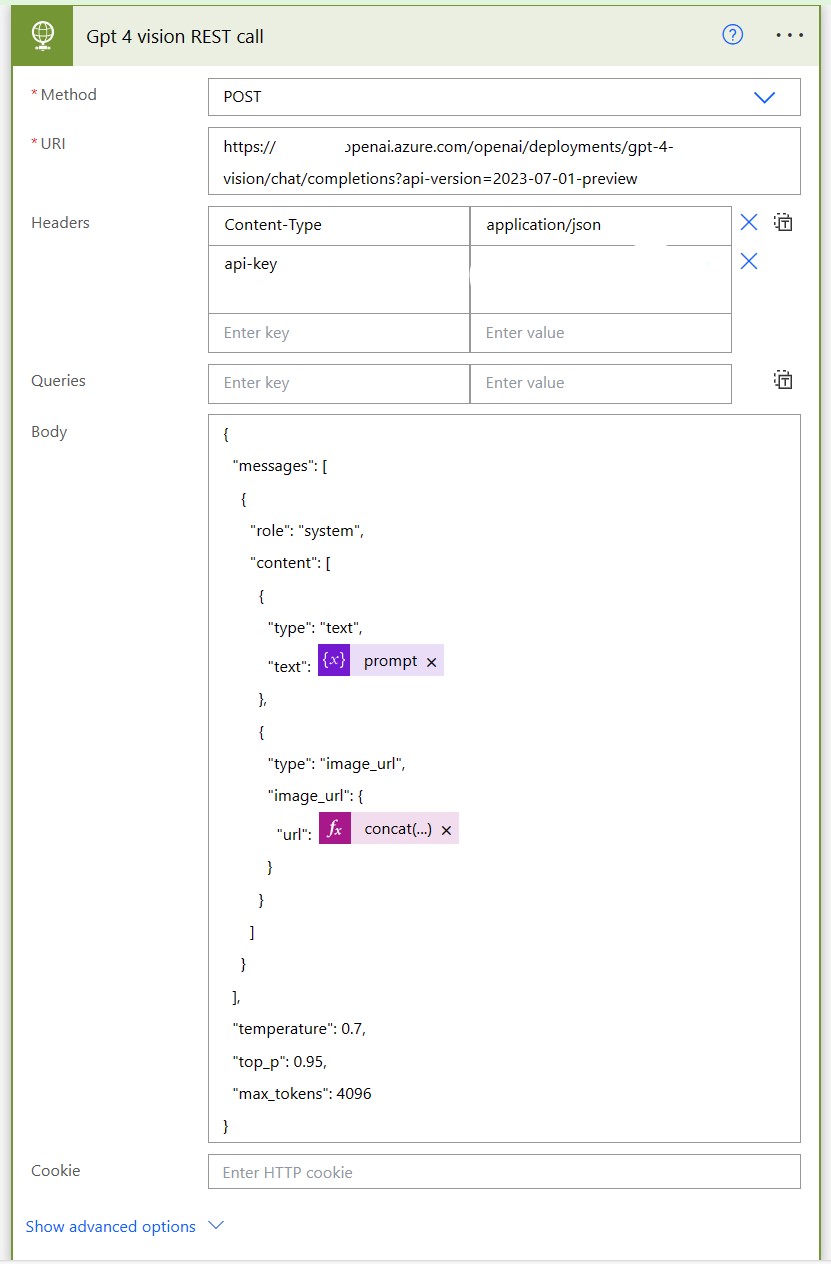 Gpt 4 vision REST call
* Method
POST
* URI
https:// openai.azure.com/openai/deployments/gpt-4-
vision/chat/completions?api-version=2023-07-01-preview
Headers
Content-Type
application/json
api-key
Enter key
Enter value
Queries
Enter key
Enter value
Body
{
"messages": [
{
"role": "system",
"content": [
{
"type": "text",
"text": {x} prompt ×
},
{
"type": "image_url",
"image_url": {
"url": fx concat(...) ×
}
}
]
}
],
"temperature": 0.7,
"top_p": 0.95,
"max_tokens": 4096
}
Cookie
Enter HTTP cookie
Show advanced options